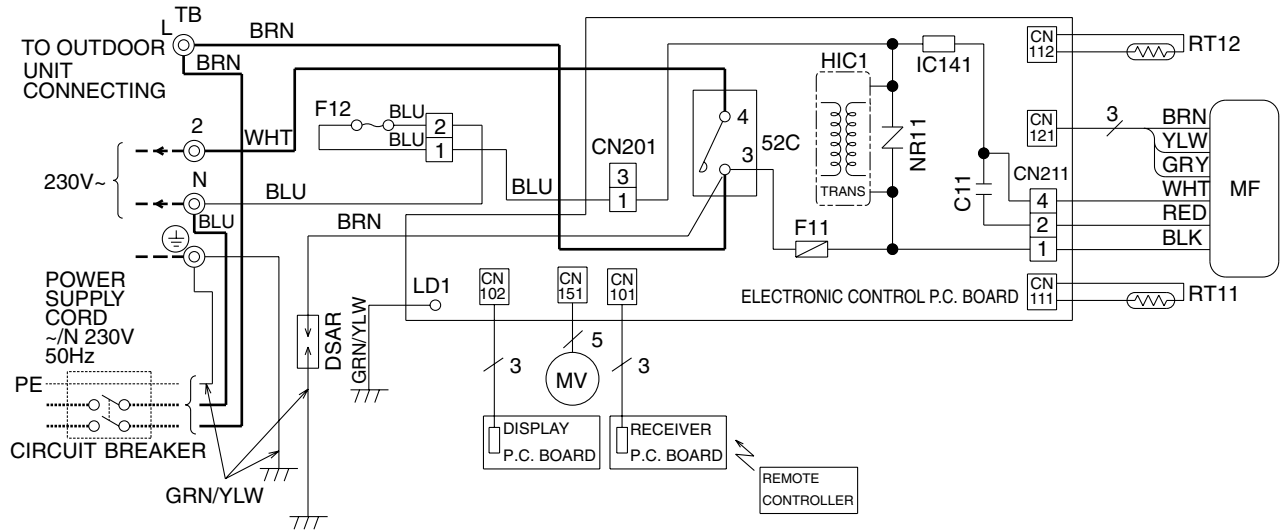 TB
L
BRN
TO OUTDOOR
UNIT
CONNECTING
BRN
2
WHT
230V~
N
BLU
BLU
F12
BLU
BLU
2
1
BLU
CN201
3
1
BRN
POWER
SUPPLY
CORD
~/N 230V
50Hz
PE
CIRCUIT BREAKER
GRN/YLW
DSAR
GRN/YLW
LD1
CN
102
3
DISPLAY
P.C. BOARD
CN
151
5
MV
CN
101
3
RECEIVER
P.C. BOARD
REMOTE
CONTROLLER
4
3
52C
HIC1
TRANS
NR11
F11
IC141
C11
ELECTRONIC CONTROL P.C. BOARD
CN
112
RT12
CN
121
3
BRN
YLW
GRY
CN211
4
2
1
WHT
RED
BLK
MF
CN
111
RT11